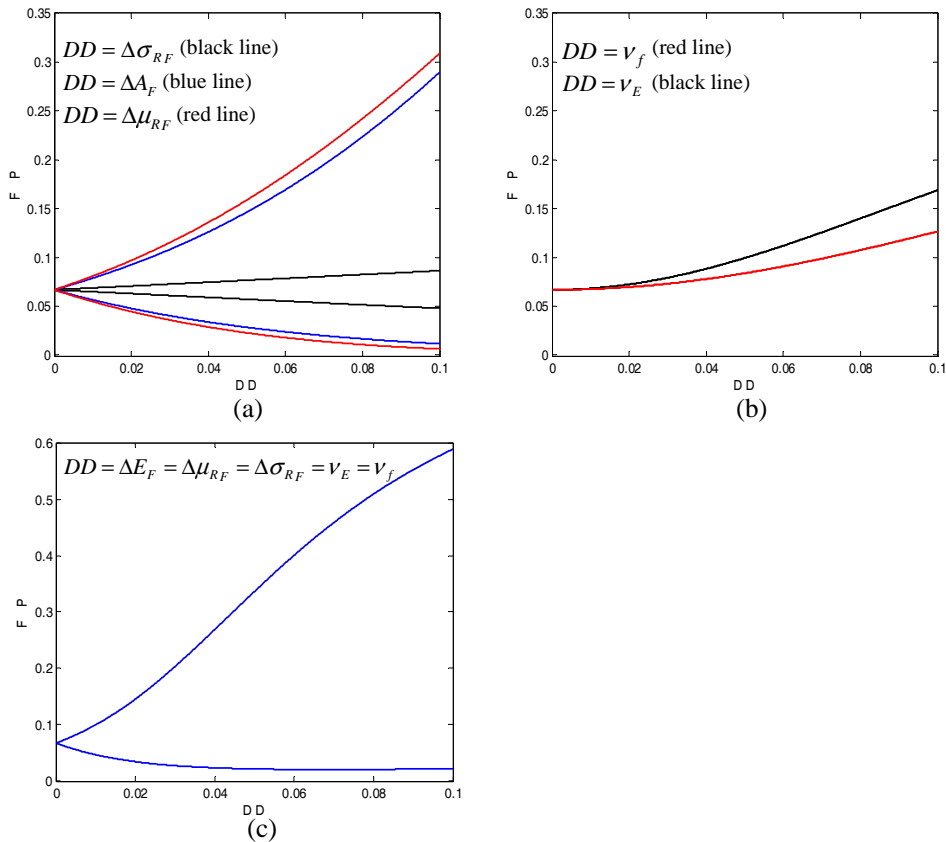 DD = Δσ_RF (black line)
DD = ΔA_F (blue line)
DD = Δμ_RF (red line)
0.35
0.3
0.25
0.2
0.15
0.1
0.05
0
F P
0 0.02 0.04 0.06 0.08 0.1
D D
(a)
DD = ν_f (red line)
DD = ν_E (black line)
0.35
0.3
0.25
0.2
0.15
0.1
0.05
0
F P
0 0.02 0.04 0.06 0.08 0.1
D D
(b)
DD = ΔE_F = Δμ_RF = Δσ_RF = ν_E = ν_f
0.6
0.5
0.4
0.3
0.2
0.1
0
F P
0 0.02 0.04 0.06 0.08 0.1
D D
(c)